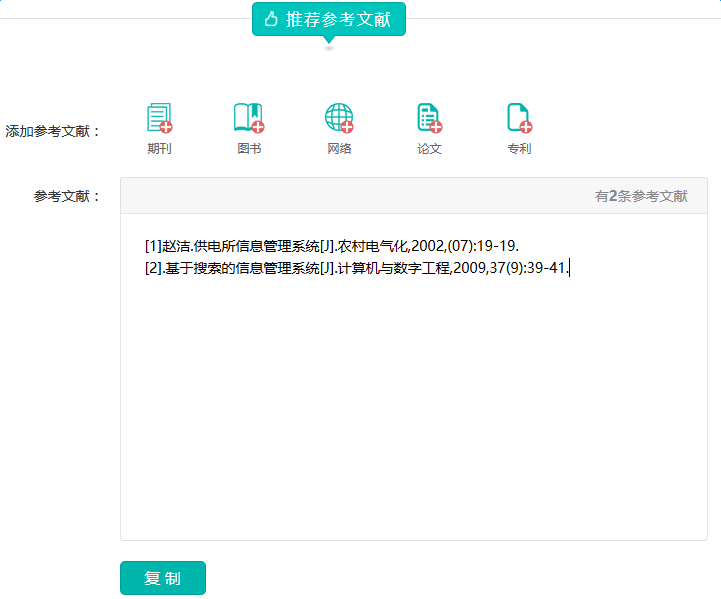 推荐参考文献
添加参考文献：
期刊
图书
网络
论文
专利
参考文献：
有2条参考文献
[1]赵洁.供电所信息管理系统[J].农村电气化,2002,(07):19-19.
[2].基于搜索的信息管理系统[J].计算机与数字工程,2009,37(9):39-41.
复制